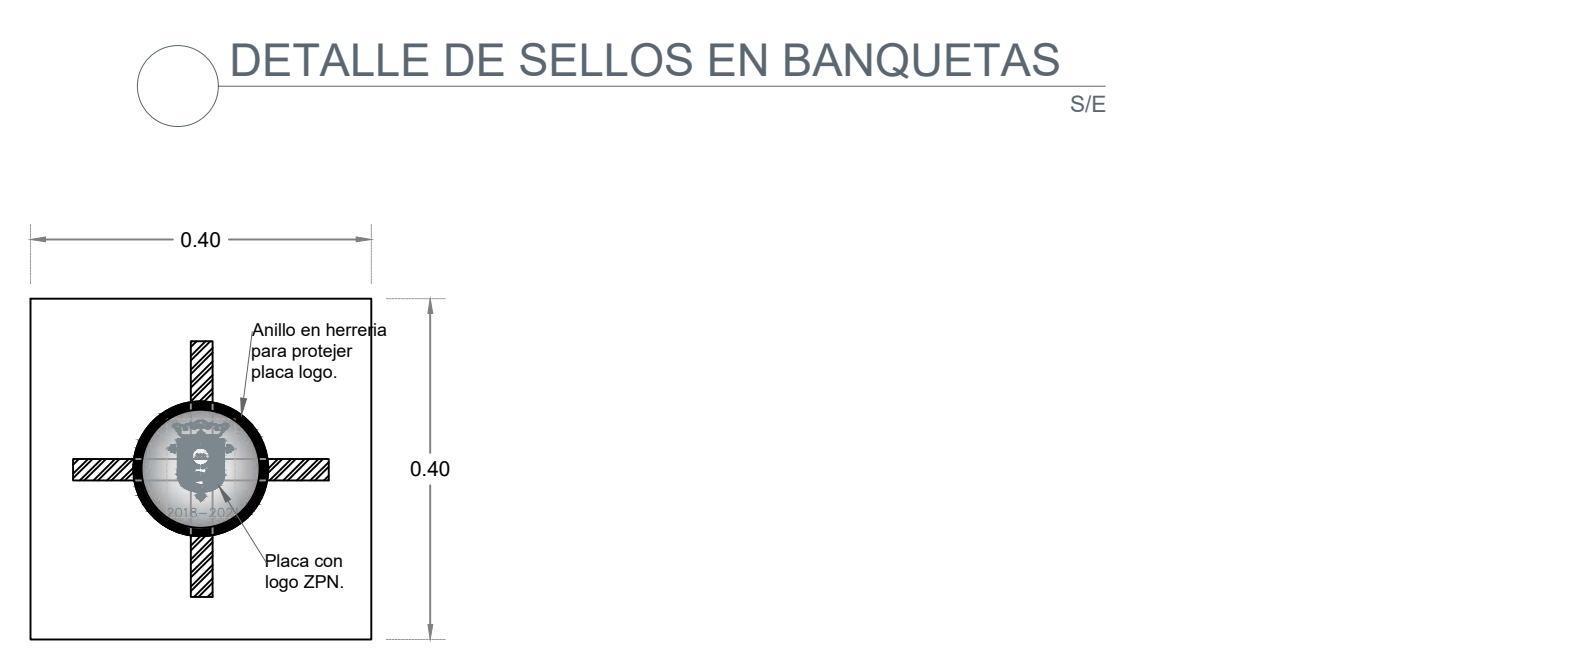 DETALLE DE SELLOS EN BANQUETAS
S/E
0.40
Anillo en herreria
para protejer
placa logo.
0.40
Placa con
logo ZPN.